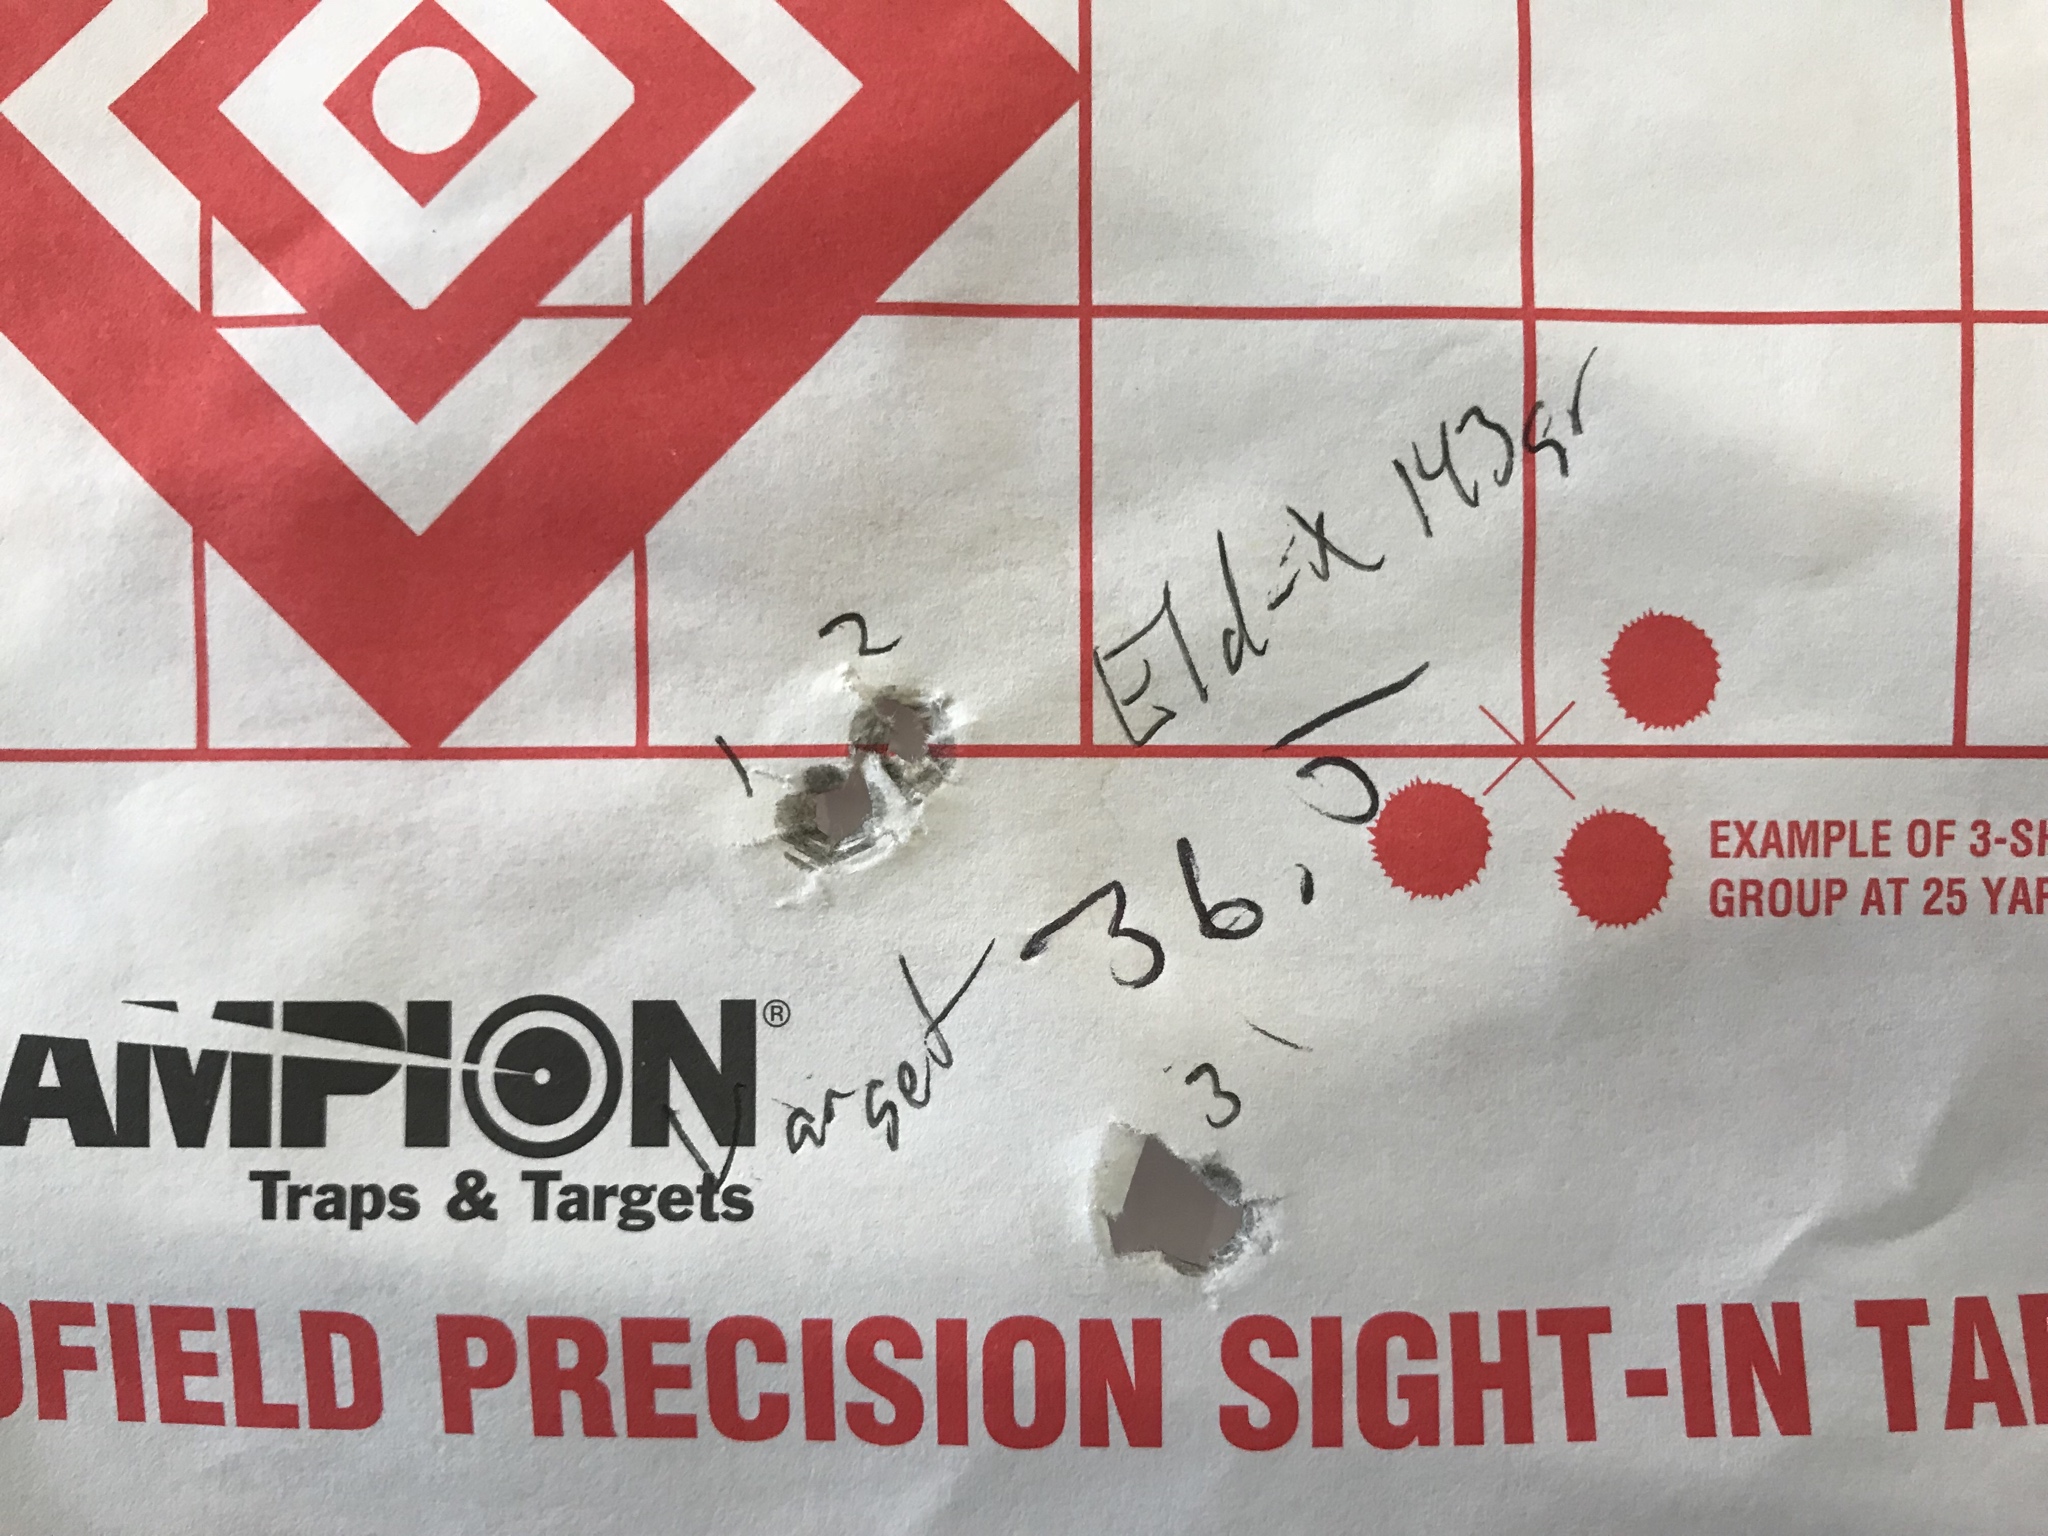 Eld-X 143gr
2
1
Varget - 36.0
EXAMPLE OF 3-SH
GROUP AT 25 YAR
3
AMPION®
Traps & Targets
DFIELD PRECISION SIGHT-IN TAR